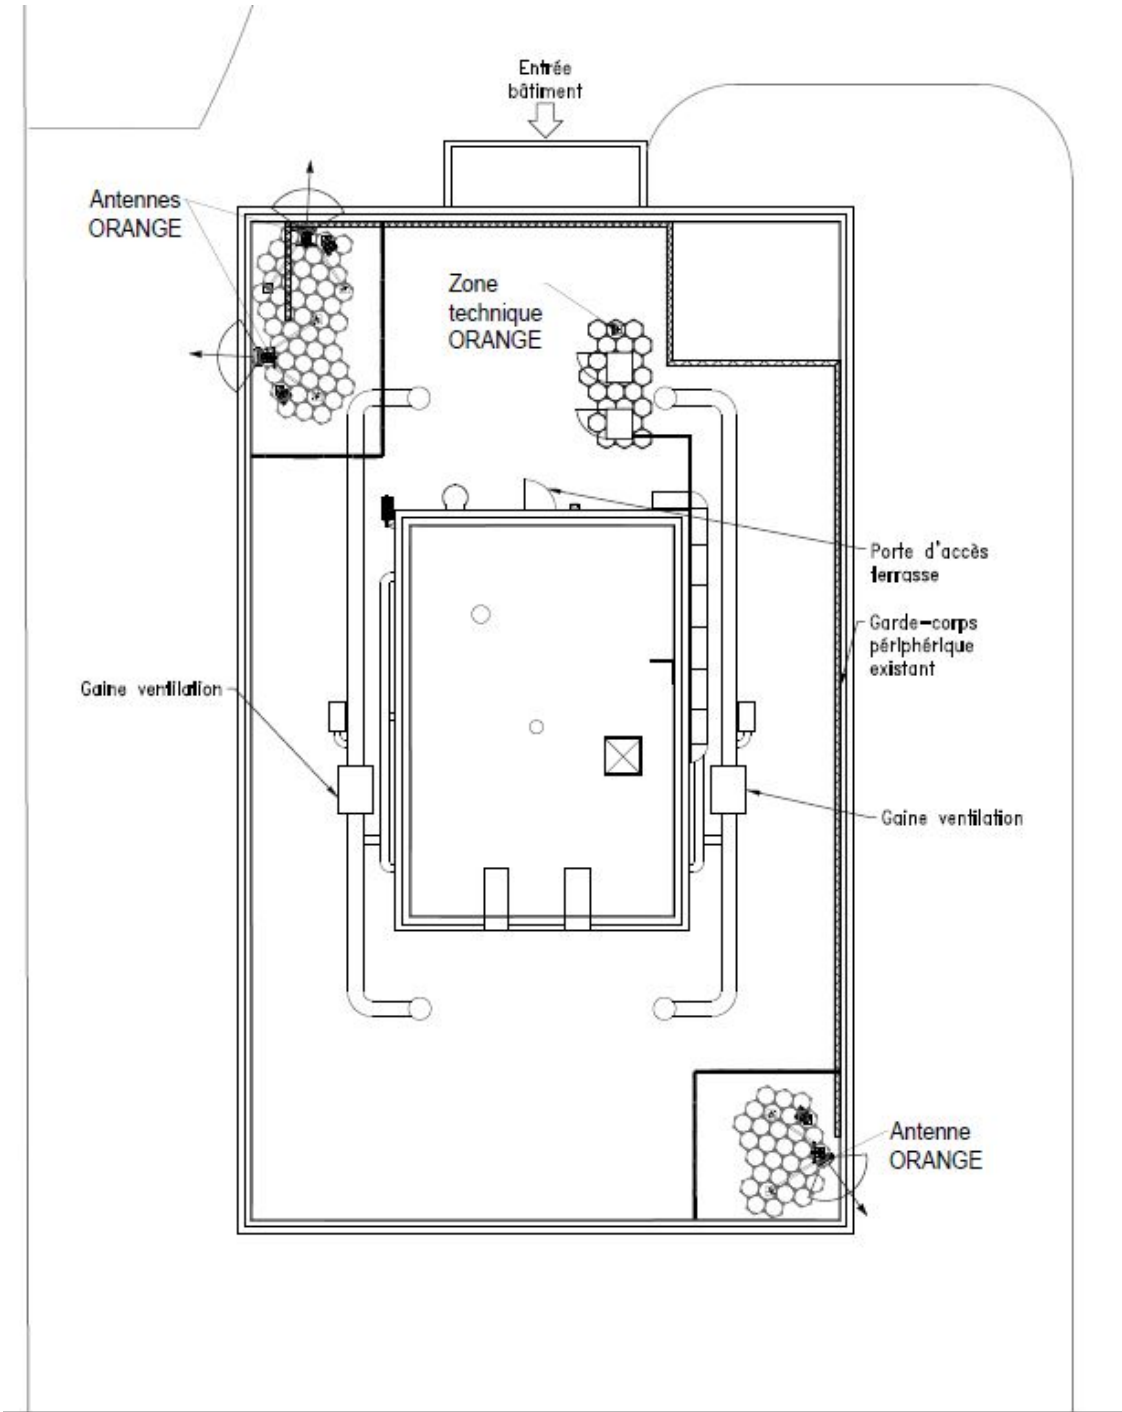 Entrée
bâtiment
Antennes
ORANGE
Zone
technique
ORANGE
Porte d'accès
terrasse
Garde-corps
périphérique
existant
Gaine ventilation
Gaine ventilation
Antenne
ORANGE